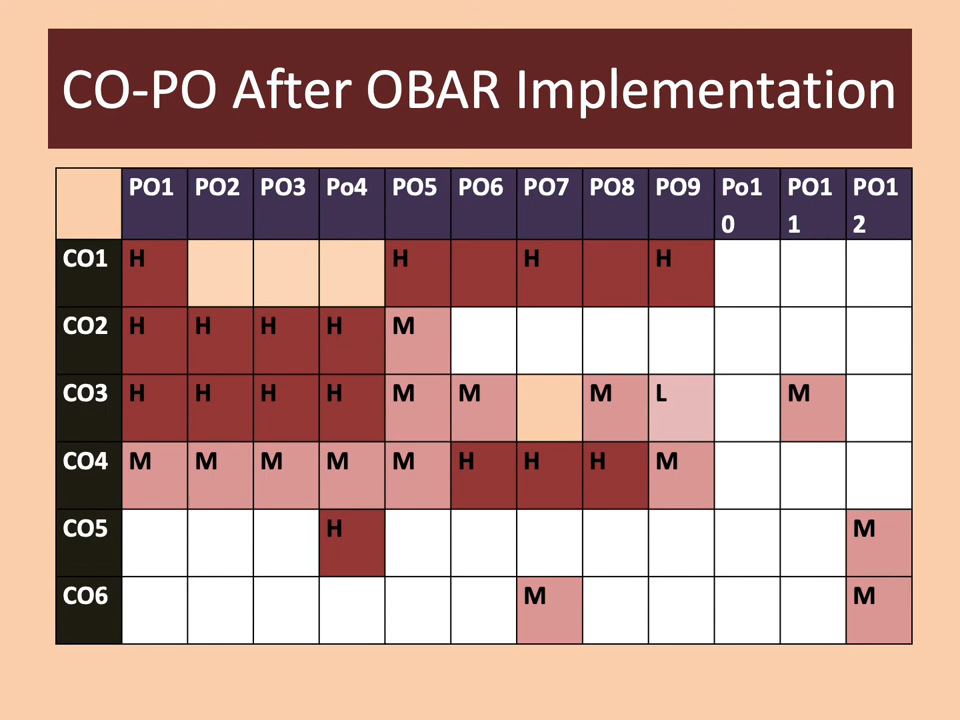 CO-PO After OBAR Implementation
PO1 PO2 PO3 Po4 PO5 PO6 PO7 PO8 PO9 Po1 PO1 PO1
0 1 2
CO1 H H H H
CO2 H H H H M
CO3 H H H H M M M L M
CO4 M M M M M H H H M
CO5 H M
CO6 M M